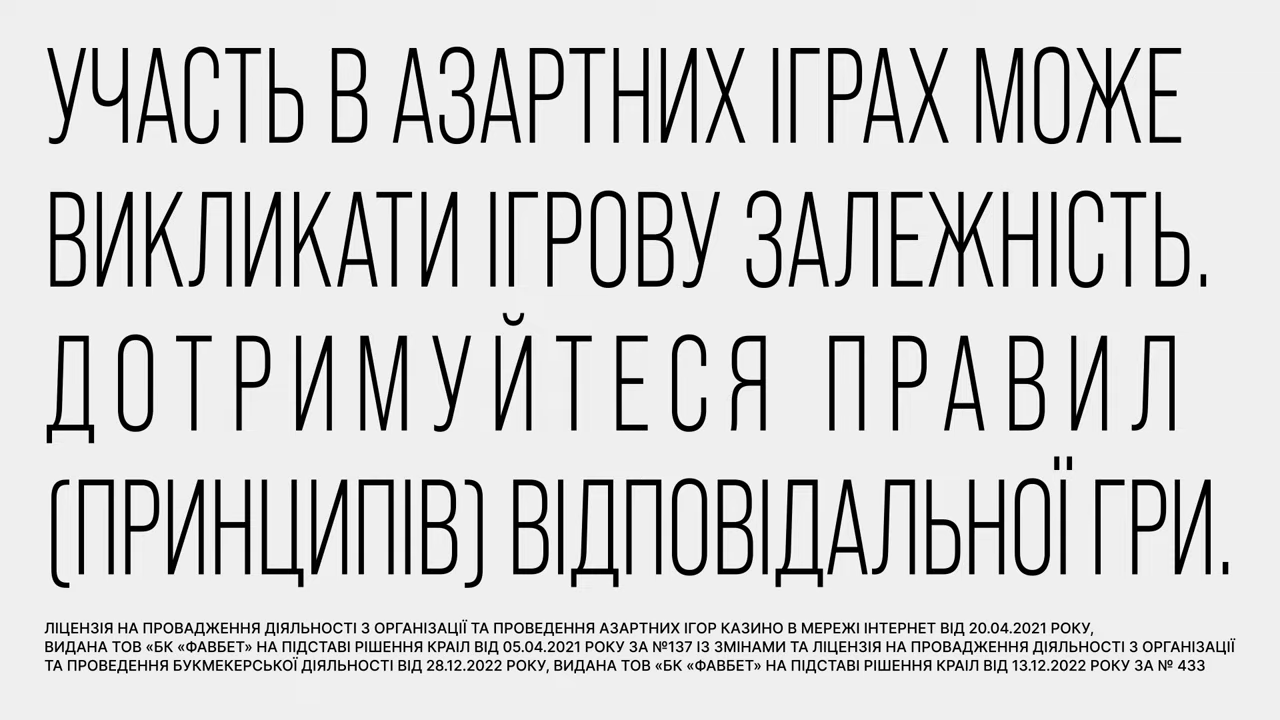 УЧАСТЬ В АЗАРТНИХ ІГРАХ МОЖЕ
ВИКЛИКАТИ ІГРОВУ ЗАЛЕЖНІСТЬ.
ДОТРИМУЙТЕСЯ ПРАВИЛ
(ПРИНЦИПІВ) ВІДПОВІДАЛЬНОЇ ГРИ.
ЛІЦЕНЗІЯ НА ПРОВАДЖЕННЯ ДІЯЛЬНОСТІ З ОРГАНІЗАЦІЇ ТА ПРОВЕДЕННЯ АЗАРТНИХ ІГОР КАЗИНО В МЕРЕЖІ ІНТЕРНЕТ ВІД 20.04.2021 РОКУ,
ВИДАНА ТОВ «БК «ФАВБЕТ» НА ПІДСТАВІ РІШЕННЯ КРАІЛ ВІД 05.04.2021 РОКУ ЗА №137 ІЗ ЗМІНАМИ ТА ЛІЦЕНЗІЯ НА ПРОВАДЖЕННЯ ДІЯЛЬНОСТІ З ОРГАНІЗАЦІЇ
ТА ПРОВЕДЕННЯ БУКМЕКЕРСЬКОЇ ДІЯЛЬНОСТІ ВІД 28.12.2022 РОКУ, ВИДАНА ТОВ «БК «ФАВБЕТ» НА ПІДСТАВІ РІШЕННЯ КРАІЛ ВІД 13.12.2022 РОКУ ЗА № 433